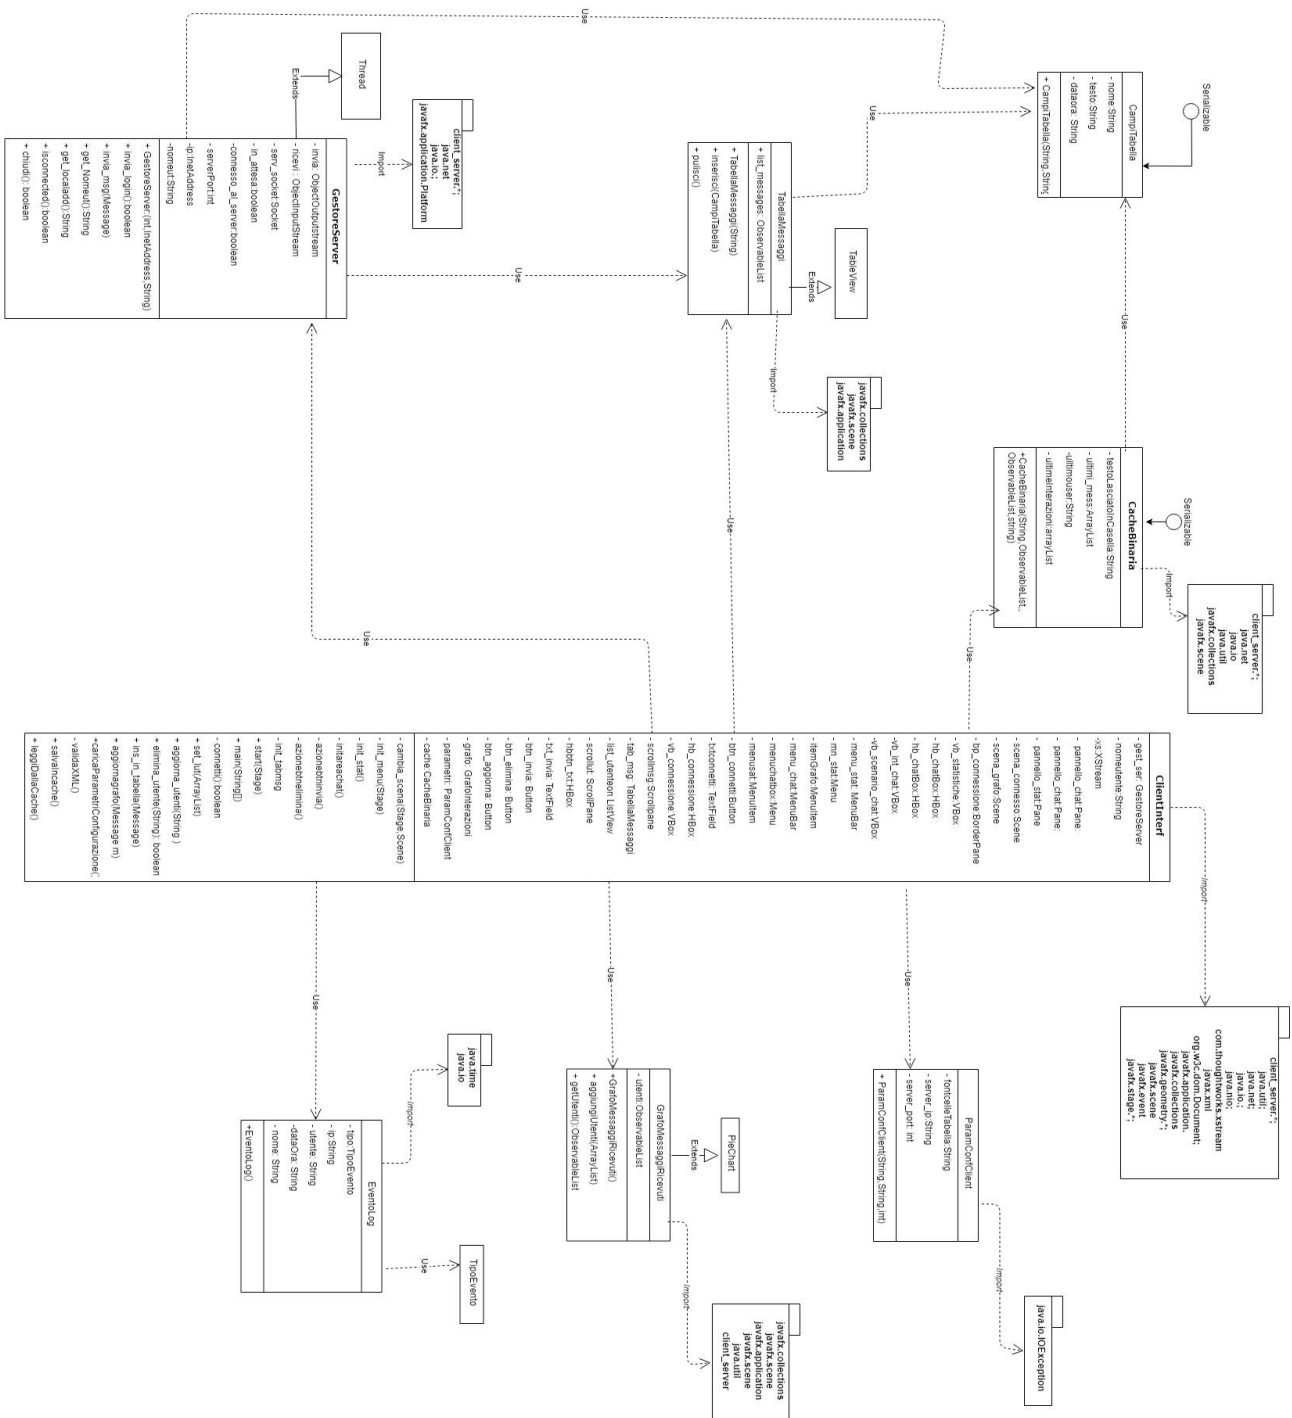 Serializable
CampiTabella
- nome:String
- testo:String
- dataora: String
+ CampiTabella(String,String(
Use
Use
Use
Thread
Extends
client_server.*;
java.net
java.io.;
javafx.application.Platform
Import
GestoreServer
- invia: ObjectOutputstream
- ricevi : ObjectInputStream
- serv_socket:Socket
- in_attesa:boolean
-connesso_al_server:boolean
- serverPort:int
-ip:InetAddress
-nomeut:String
+ GestoreServer:(int,InetAddress,String)
+ invia_login():boolean
+ invia_msg(Message)
+ get_Nomeut():String
+ get_localadd():String
+ isconnected():boolean
+ chiudi(): boolean
Use
TableView
Extends
TabellaMessaggi
+ list_messages: ObservableList
+TabellaMessaggi(String)
+ inserisci(CampiTabella)
+ pulisci()
Import
javafx.collections
javafx.scene
javafx.application
Use
Use
Serializable
CacheBinaria
- testoLasciatoInCasella:String
- ultimi_mess:ArrayList
-ulltimouser:String
- ultimeInterazioni:arrayList
+CacheBinaria(String,ObservableList,.
ObservableList,string)
Import
client_server.*;
java.net
java.io
java.util
javafx.collections
javafx.scene
Use
ClientInterf
- gest_ser: GestoreServer
- nomeutente:String
-xs:XStream
- pannello_chat:Pane
- pannello_chat:Pane:
- pannello_stat:Pane
- scena_connesso:Scene
- scena_grafo:Scene
- bp_connessione:BorderPane
- vb_statistiche:VBox
- hb_chatBox:HBox
- hb_chatBox:HBox
-vb_int_chat:VBox
-vb_scenario_chat:VBox
- menu_stat: MenuBar
- mn_stat:Menu
- itemGrafo:MenuItem
- menu_chat:MenuBar
- menuchatbox:Menu
- menusat:MenuItem
- btn_connetti:Button
- txtconnetti: TextField
- hb_connessione:HBox
- vb_connessione:VBox
- scrollmsg:Scrollpane
- tab_msg: TabellaMessaggi
- list_utenteon:ListView
- scrollut: ScrollPane
- hbbtn_txt:HBox
- txt_invia: TextField
- btn_invia: Button
- btn_elimina: Button
- btn_aggiorna: Button
- grafo: GrafoInterazioni
- parametri: ParamConfClient
- cache:CacheBinaria
- cambia_scena(Stage,Scene)
- init_menu(Stage)
- init_stat()
- initareachat()
- azionebtnInvia()
- azionebtnelimina()
- init_tabmsg
+ start(Stage)
+ main(String[])
- connetti():boolean
+ set_lut(ArrayList)
+ aggiorna_utenti(String )
+ elimina_utente(String): boolean
+ ins_in_tabella(Message)
+ aggiornagrafo(Message m)
+caricaParametriConfigurazione()
- validaXML()
+ salvaIncache()
+ leggiDallaCache()
Import
client_server.*;
java.util;
java.net;
java.io.;
java.nio;
com.thoughtworks.xstream
javax.xml
org.w3c.dom.Document;
javafx.application.
javafx.collections
javafx.geometry.*;
javafx.scene
javafx.event
javafx.stage.*;
Use
ParamConfClient
- fontcelleTabella:String
- server_ip:String
- server_port: int
+ ParamConfClient(String,String,int)
Import
java.io.IOException
Use
PieChart
Extends
GrafoMessaggiRicevuti
- utenti:ObservableList
+GrafoMessaggiRicevuti()
+ aggiungiUtenti(ArrayList)
+ getUtenti():ObservableList
Import
javafx.collections
javafx.scene
javafx.application
javafx.scene
java.util
client_server
Use
java.time
java.io
Import
EventoLog
- tipo:TipoEvento
- ip:String
- utente: String
-dataOra: String
- nome: String
+EventoLog()
Use
TipoEvento